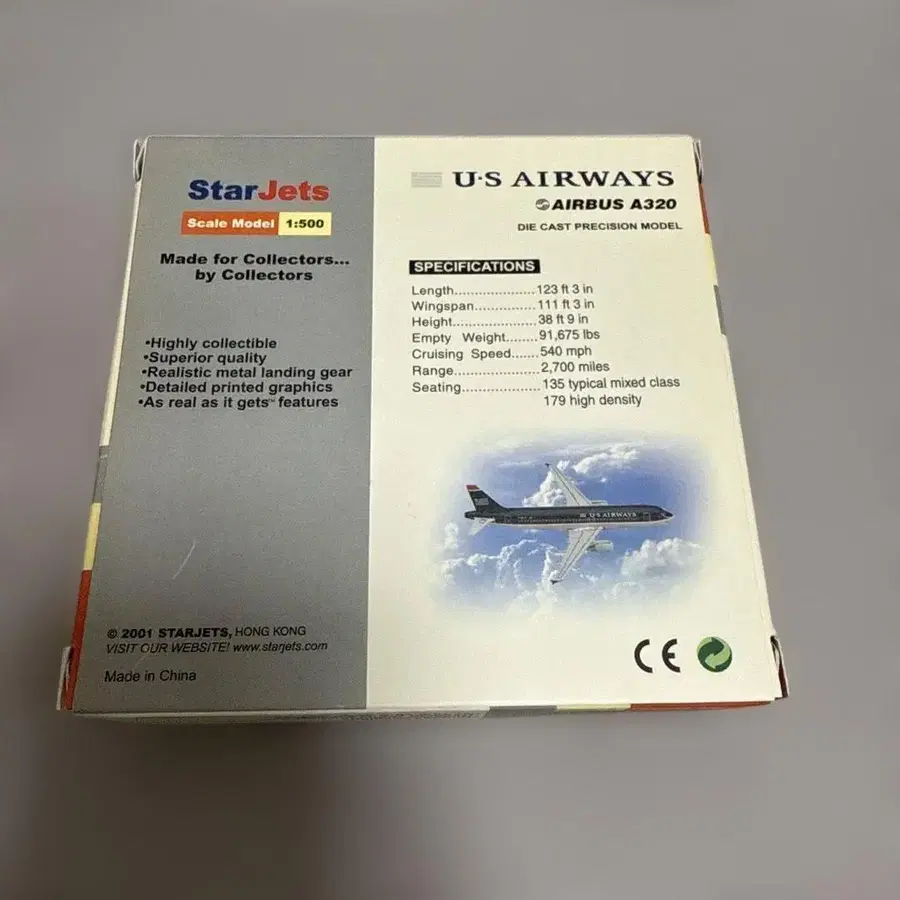 StarJets
Scale Model 1:500
Made for Collectors...
by Collectors
•Highly collectible
•Superior quality
•Realistic metal landing gear
•Detailed printed graphics
•As real as it gets™ features
© 2001 STARJETS, HONG KONG
VISIT OUR WEBSITE! www.starjets.com
Made in China
U·S AIRWAYS
AIRBUS A320
DIE CAST PRECISION MODEL
SPECIFICATIONS
Length.....................123 ft 3 in
Wingspan................111 ft 3 in
Height......................38 ft 9 in
Empty Weight........91,675 lbs
Cruising Speed.......540 mph
Range......................2,700 miles
Seating....................135 typical mixed class
179 high density
U·S AIRWAYS
CE